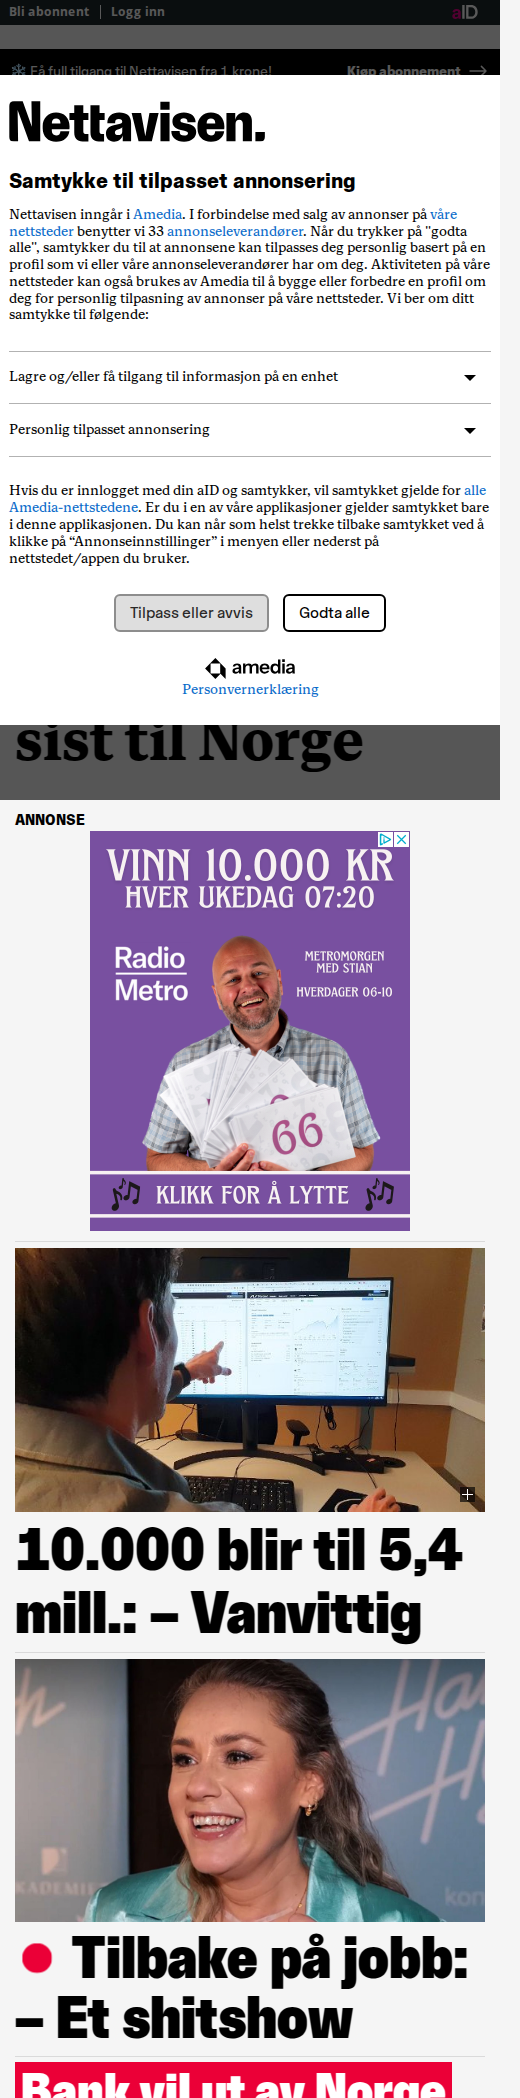 Bli abonnent | Logg inn
aID
Få full tilgang til Nettavisen fra 1 krone!
Kjøp abonnement →
Nettavisen.
Samtykke til tilpasset annonsering
Nettavisen inngår i Amedia. I forbindelse med salg av annonser på våre
nettsteder benytter vi 33 annonseleverandører. Når du trykker på "godta
alle", samtykker du til at annonsene kan tilpasses deg personlig basert på en
profil som vi eller våre annonseleverandører har om deg. Aktiviteten på våre
nettsteder kan også brukes av Amedia til å bygge eller forbedre en profil om
deg for personlig tilpasning av annonser på våre nettsteder. Vi ber om ditt
samtykke til følgende:
Lagre og/eller få tilgang til informasjon på en enhet
Personlig tilpasset annonsering
Hvis du er innlogget med din aID og samtykker, vil samtykket gjelde for alle
Amedia-nettstedene. Er du i en av våre applikasjoner gjelder samtykket bare
i denne applikasjonen. Du kan når som helst trekke tilbake samtykket ved å
klikke på “Annonseinnstillinger” i menyen eller nederst på
nettstedet/appen du bruker.
Tilpass eller avvis
Godta alle
amedia
Personvernerklæring
sist til Norge
ANNONSE
VINN 10.000 KR
HVER UKEDAG 07:20
Radio
Metro
METROMORGEN
MED STIAN
HVERDAGER 06-10
66
KLIKK FOR Å LYTTE
10.000 blir til 5,4
mill.: – Vanvittig
Tilbake på jobb:
– Et shitshow
Bank vil ut av Norge